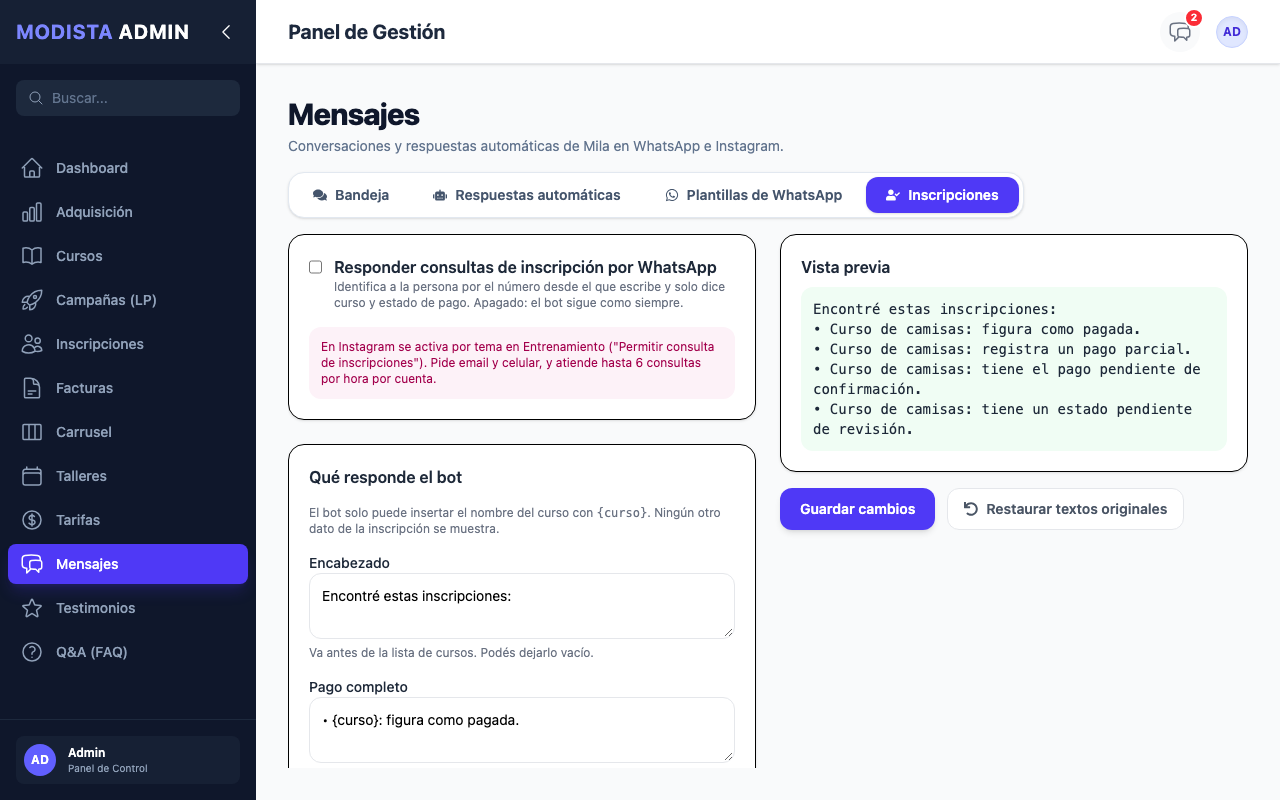 MODISTA ADMIN
Buscar...
Dashboard
Adquisición
Cursos
Campañas (LP)
Inscripciones
Facturas
Carrusel
Talleres
Tarifas
Mensajes
Testimonios
Q&A (FAQ)
AD
Admin
Panel de Control
Panel de Gestión
2
AD
Mensajes
Conversaciones y respuestas automáticas de Mila en WhatsApp e Instagram.
Bandeja
Respuestas automáticas
Plantillas de WhatsApp
Inscripciones
Responder consultas de inscripción por WhatsApp
Identifica a la persona por el número desde el que escribe y solo dice
curso y estado de pago. Apagado: el bot sigue como siempre.
En Instagram se activa por tema en Entrenamiento ("Permitir consulta
de inscripciones"). Pide email y celular, y atiende hasta 6 consultas
por hora por cuenta.
Qué responde el bot
El bot solo puede insertar el nombre del curso con {curso}. Ningún otro
dato de la inscripción se muestra.
Encabezado
Encontré estas inscripciones:
Va antes de la lista de cursos. Podés dejarlo vacío.
Pago completo
• {curso}: figura como pagada.
Vista previa
Encontré estas inscripciones:
• Curso de camisas: figura como pagada.
• Curso de camisas: registra un pago parcial.
• Curso de camisas: tiene el pago pendiente de
confirmación.
• Curso de camisas: tiene un estado pendiente
de revisión.
Guardar cambios
Restaurar textos originales